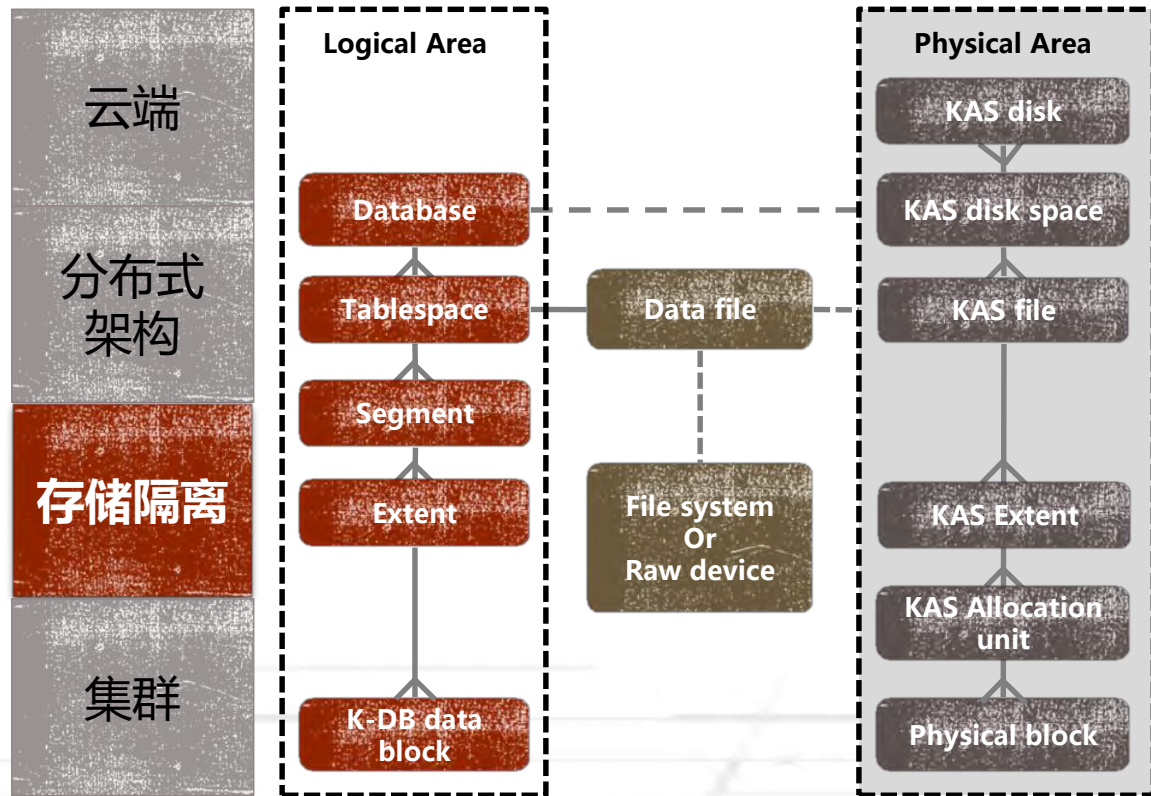 云端
分布式
架构
存储隔离
集群
Logical Area
Database
Tablespace
Segment
Extent
K-DB data
block
Data file
File system
Or
Raw device
Physical Area
KAS disk
KAS disk space
KAS file
KAS Extent
KAS Allocation
unit
Physical block